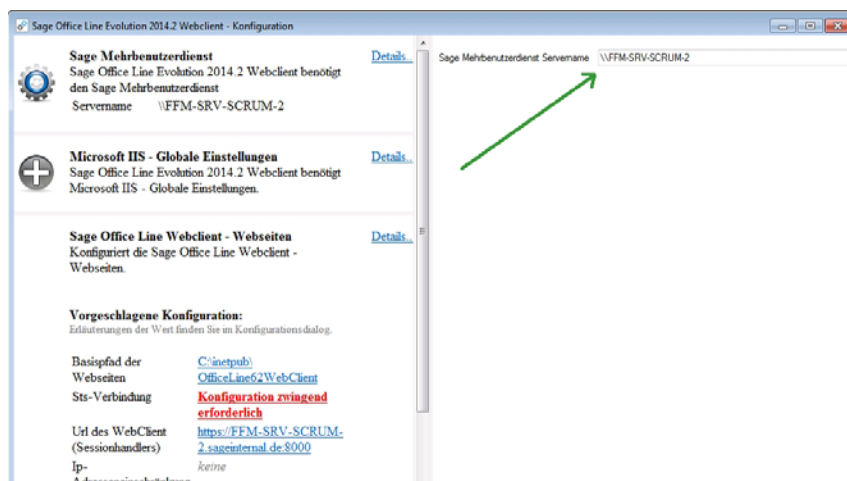 Sage Office Line Evolution 2014.2 Webclient - Konfiguration
Sage Mehrbenutzerdienst
Details..
Sage Office Line Evolution 2014.2 Webclient benötigt
den Sage Mehrbenutzerdienst
Servername \\FFM-SRV-SCRUM-2
Microsoft IIS - Globale Einstellungen
Details..
Sage Office Line Evolution 2014.2 Webclient benötigt
Microsoft IIS - Globale Einstellungen.
Sage Office Line Webclient - Webseiten
Details..
Konfiguriert die Sage Office Line Webclient -
Webseiten.
Vorgeschlagene Konfiguration:
Erläuterungen der Wert finden Sie im Konfigurationsdialog.
Basispfad der
Webseiten
C:\inetpub\
OfficeLine62WebClient
Sts-Verbindung
Konfiguration zwingend
erforderlich
Url des WebClient
(Sessionhandlers)
https://FFM-SRV-SCRUM-
2.sageinternal.de:8000
Ip-
keine
Sage Mehrbenutzerdienst Servername \\FFM-SRV-SCRUM-2